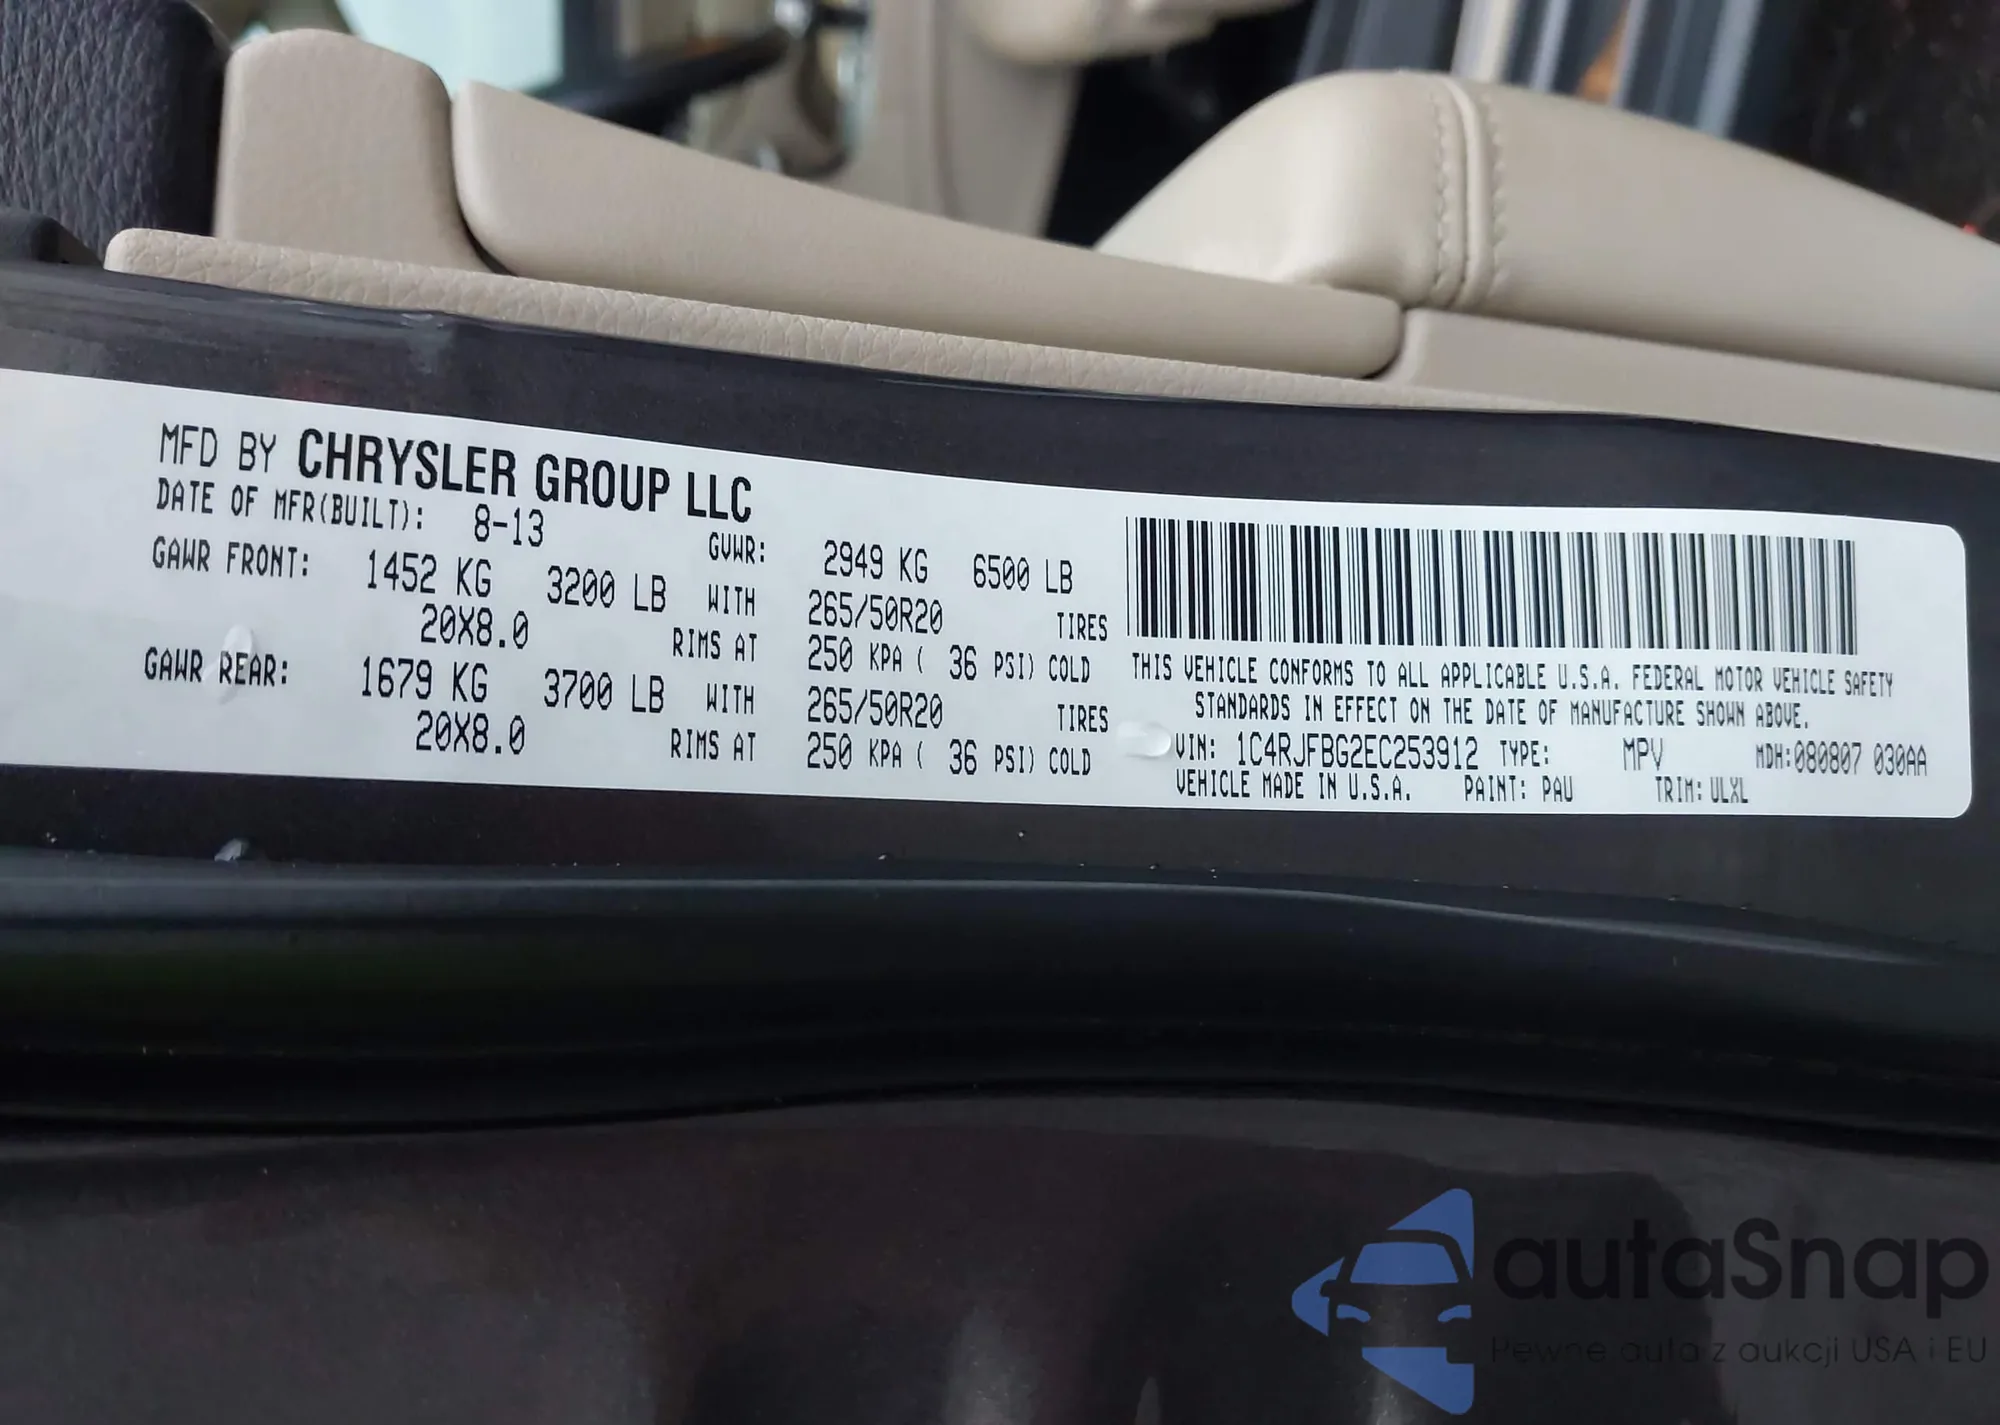 MFD BY CHRYSLER GROUP LLC
DATE OF MFR(BUILT): 8-13 GVWR: 2949 KG 6500 LB
GAWR FRONT: 1452 KG 3200 LB WITH 265/50R20 TIRES
20X8.0 RIMS AT 250 KPA ( 36 PSI) COLD
GAWR REAR: 1679 KG 3700 LB WITH 265/50R20 TIRES
20X8.0 RIMS AT 250 KPA ( 36 PSI) COLD
THIS VEHICLE CONFORMS TO ALL APPLICABLE U.S.A. FEDERAL MOTOR VEHICLE SAFETY
STANDARDS IN EFFECT ON THE DATE OF MANUFACTURE SHOWN ABOVE.
VIN: 1C4RJFBG2EC253912 TYPE: MPV MDH:080807 030AA
VEHICLE MADE IN U.S.A. PAINT: PAU TRIM: ULXL
autaSnap
Pewne auta z aukcji USA i EU